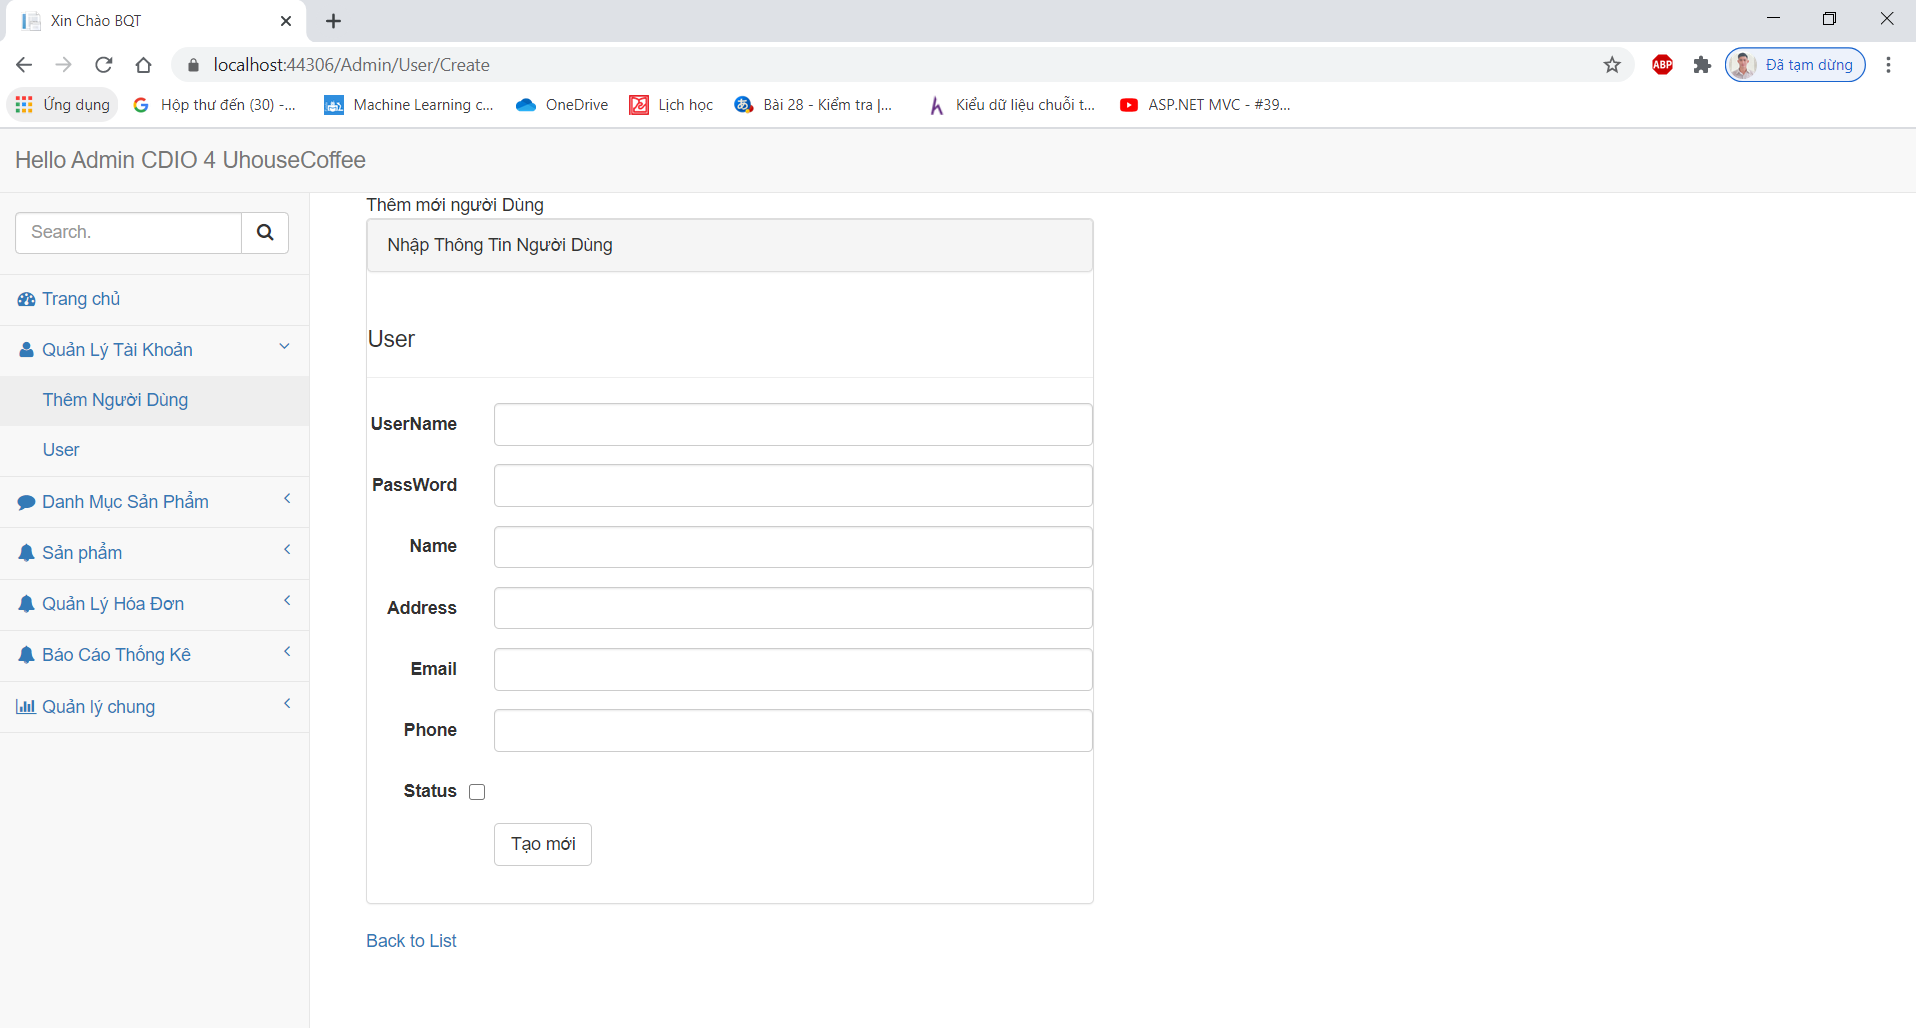 Xin Chào BQT
localhost:44306/Admin/User/Create
ABP
Đã tạm dừng
Ứng dụng
Hộp thư đến (30) -...
Machine Learning c...
OneDrive
Lịch học
Bài 28 - Kiểm tra |...
Kiểu dữ liệu chuỗi t...
ASP.NET MVC - #39...
Hello Admin CDIO 4 UhouseCoffee
Search.
Trang chủ
Quản Lý Tài Khoản
Thêm Người Dùng
User
Danh Mục Sản Phẩm
Sản phẩm
Quản Lý Hóa Đơn
Báo Cáo Thống Kê
Quản lý chung
Thêm mới người Dùng
Nhập Thông Tin Người Dùng
User
UserName
PassWord
Name
Address
Email
Phone
Status
Tạo mới
Back to List